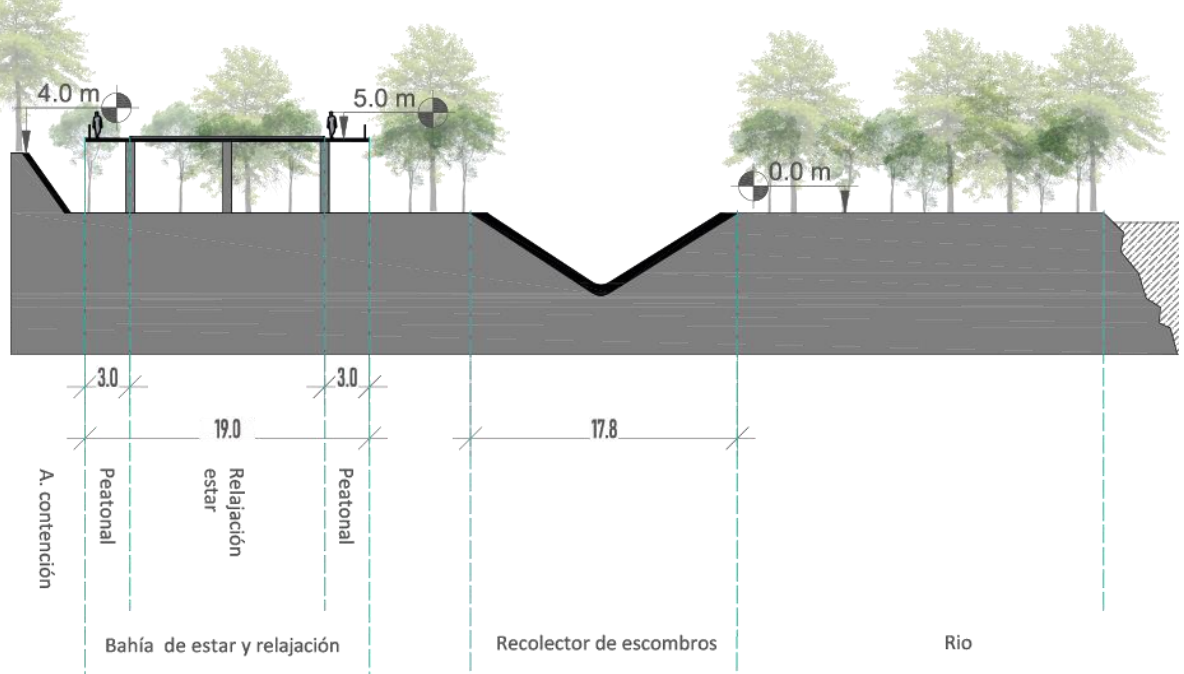 4.0 m
5.0 m
0.0 m
3.0
3.0
19.0
17.8
A. contención
Peatonal
Relajación
estar
Peatonal
Bahía de estar y relajación
Recolector de escombros
Rio